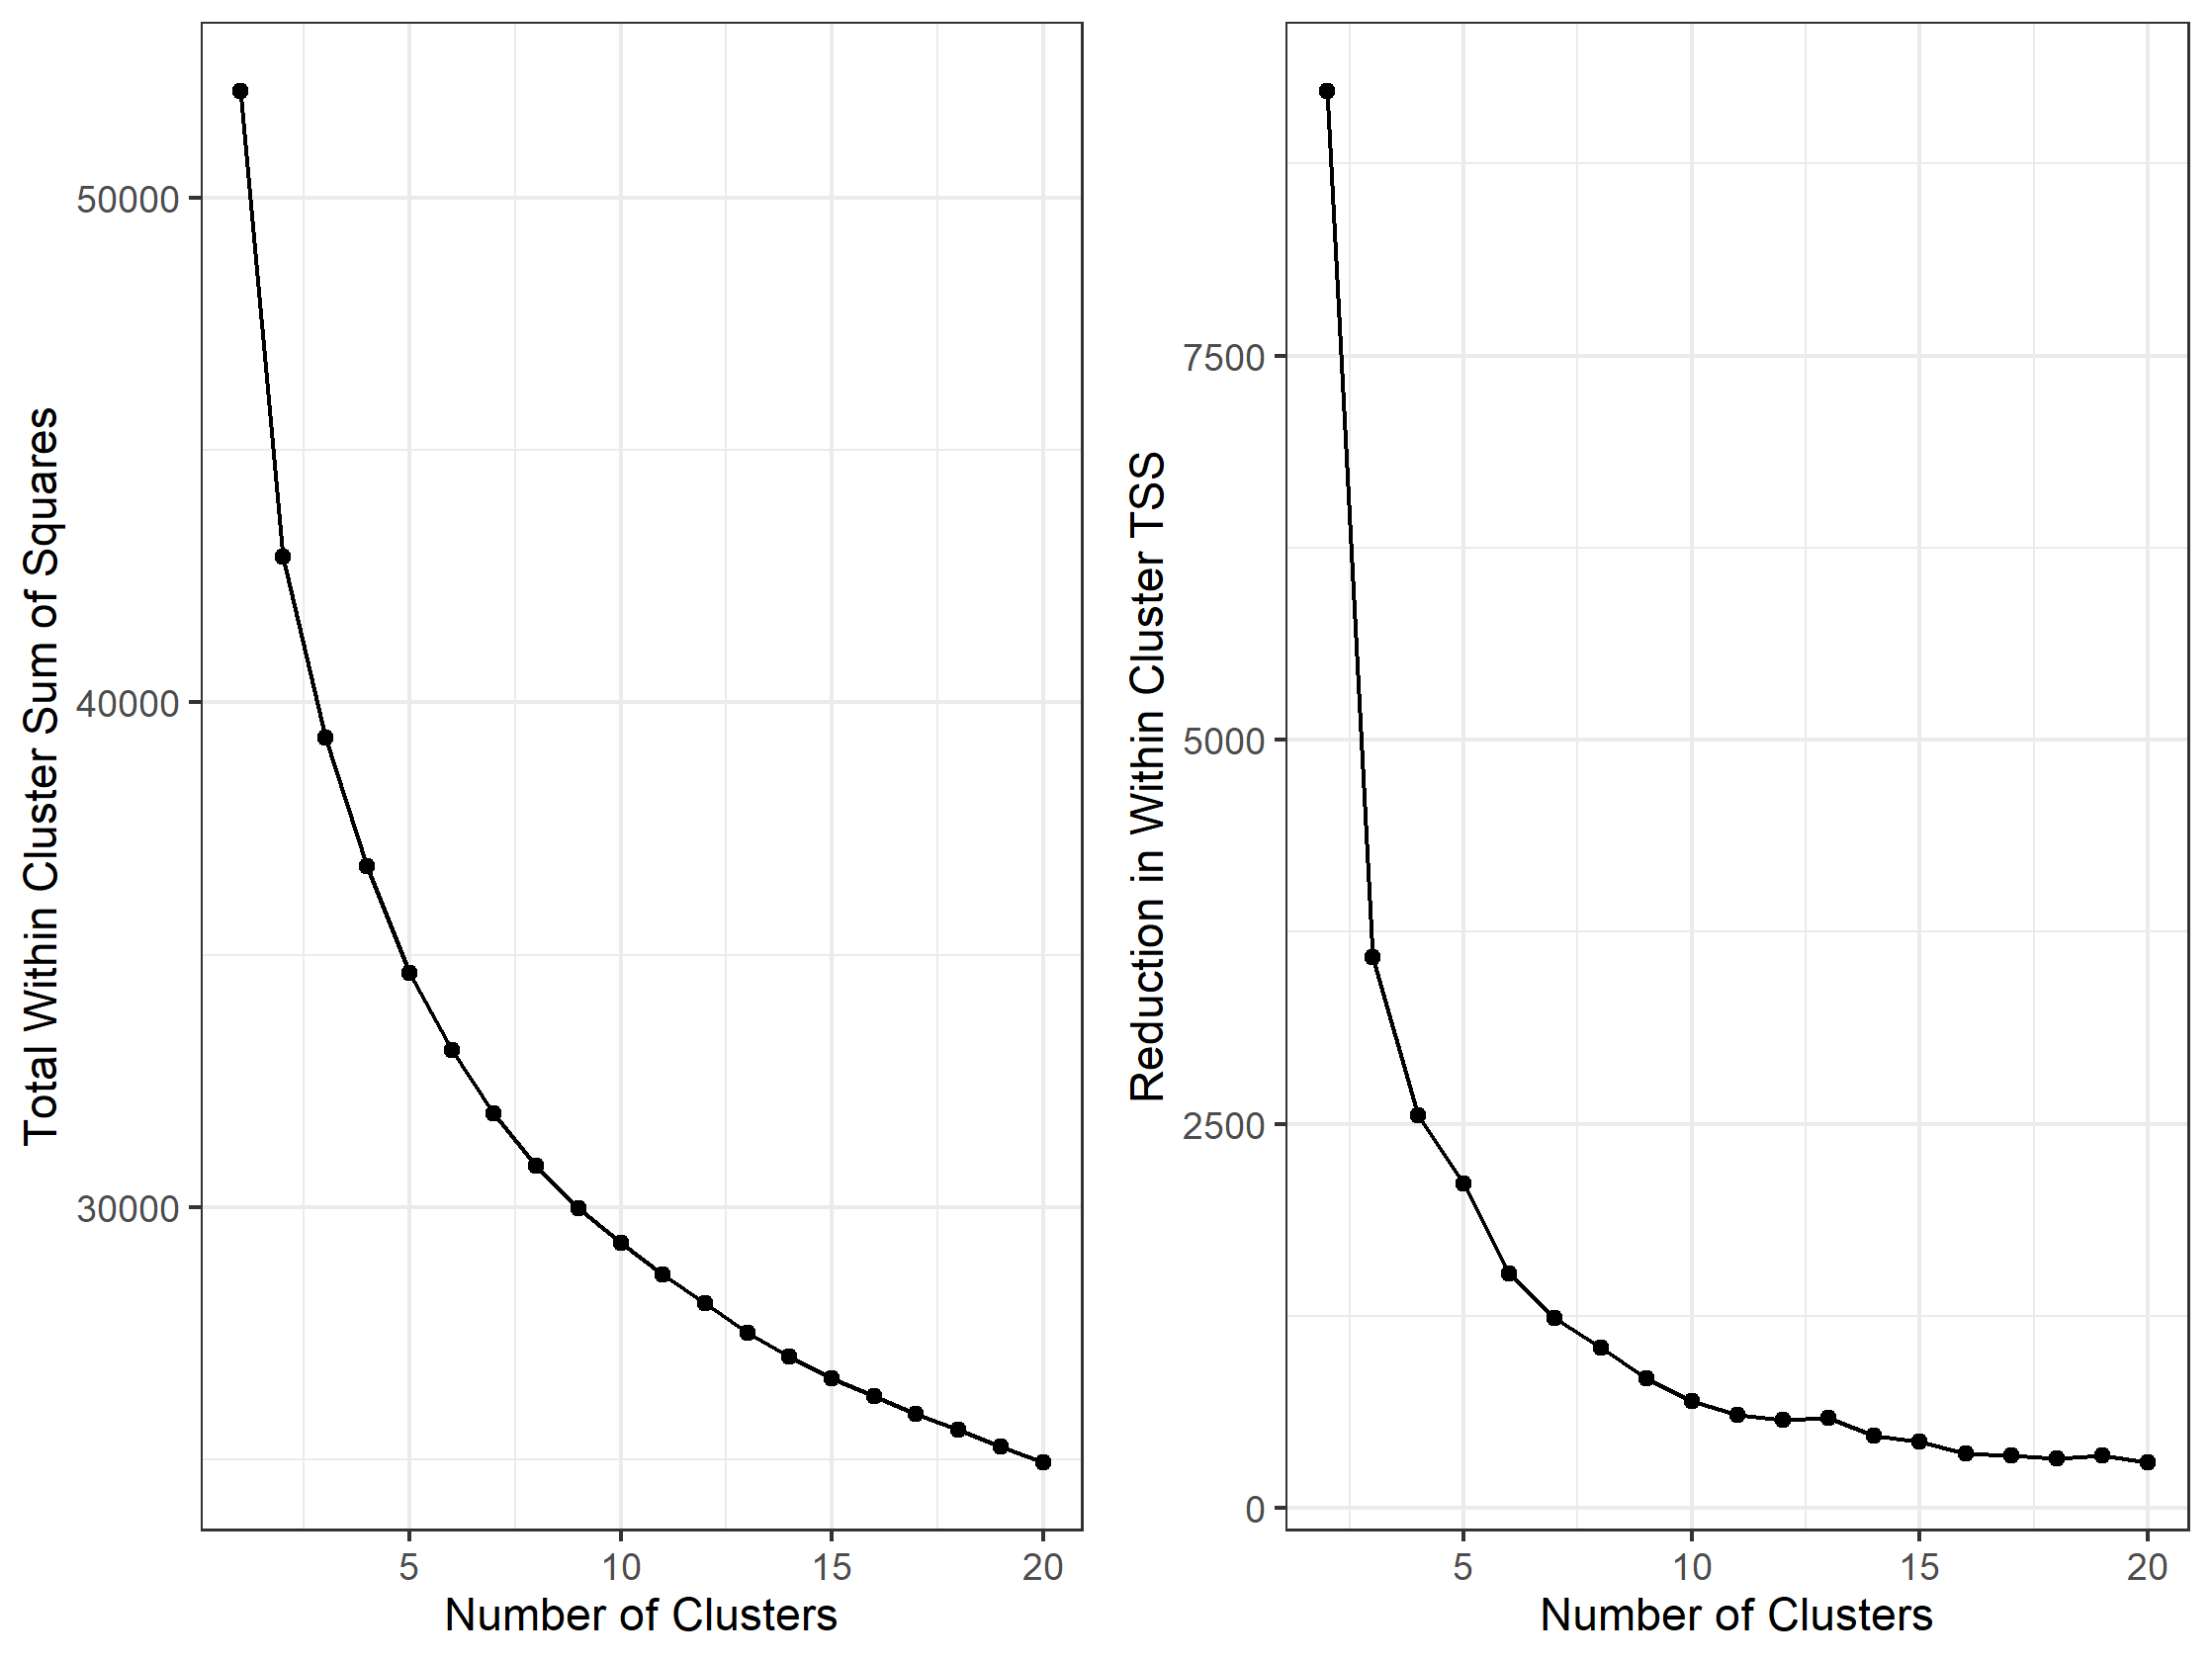 Total Within Cluster Sum of Squares
50000
40000
30000
5 10 15 20
Number of Clusters
Reduction in Within Cluster TSS
7500
5000
2500
0
5 10 15 20
Number of Clusters